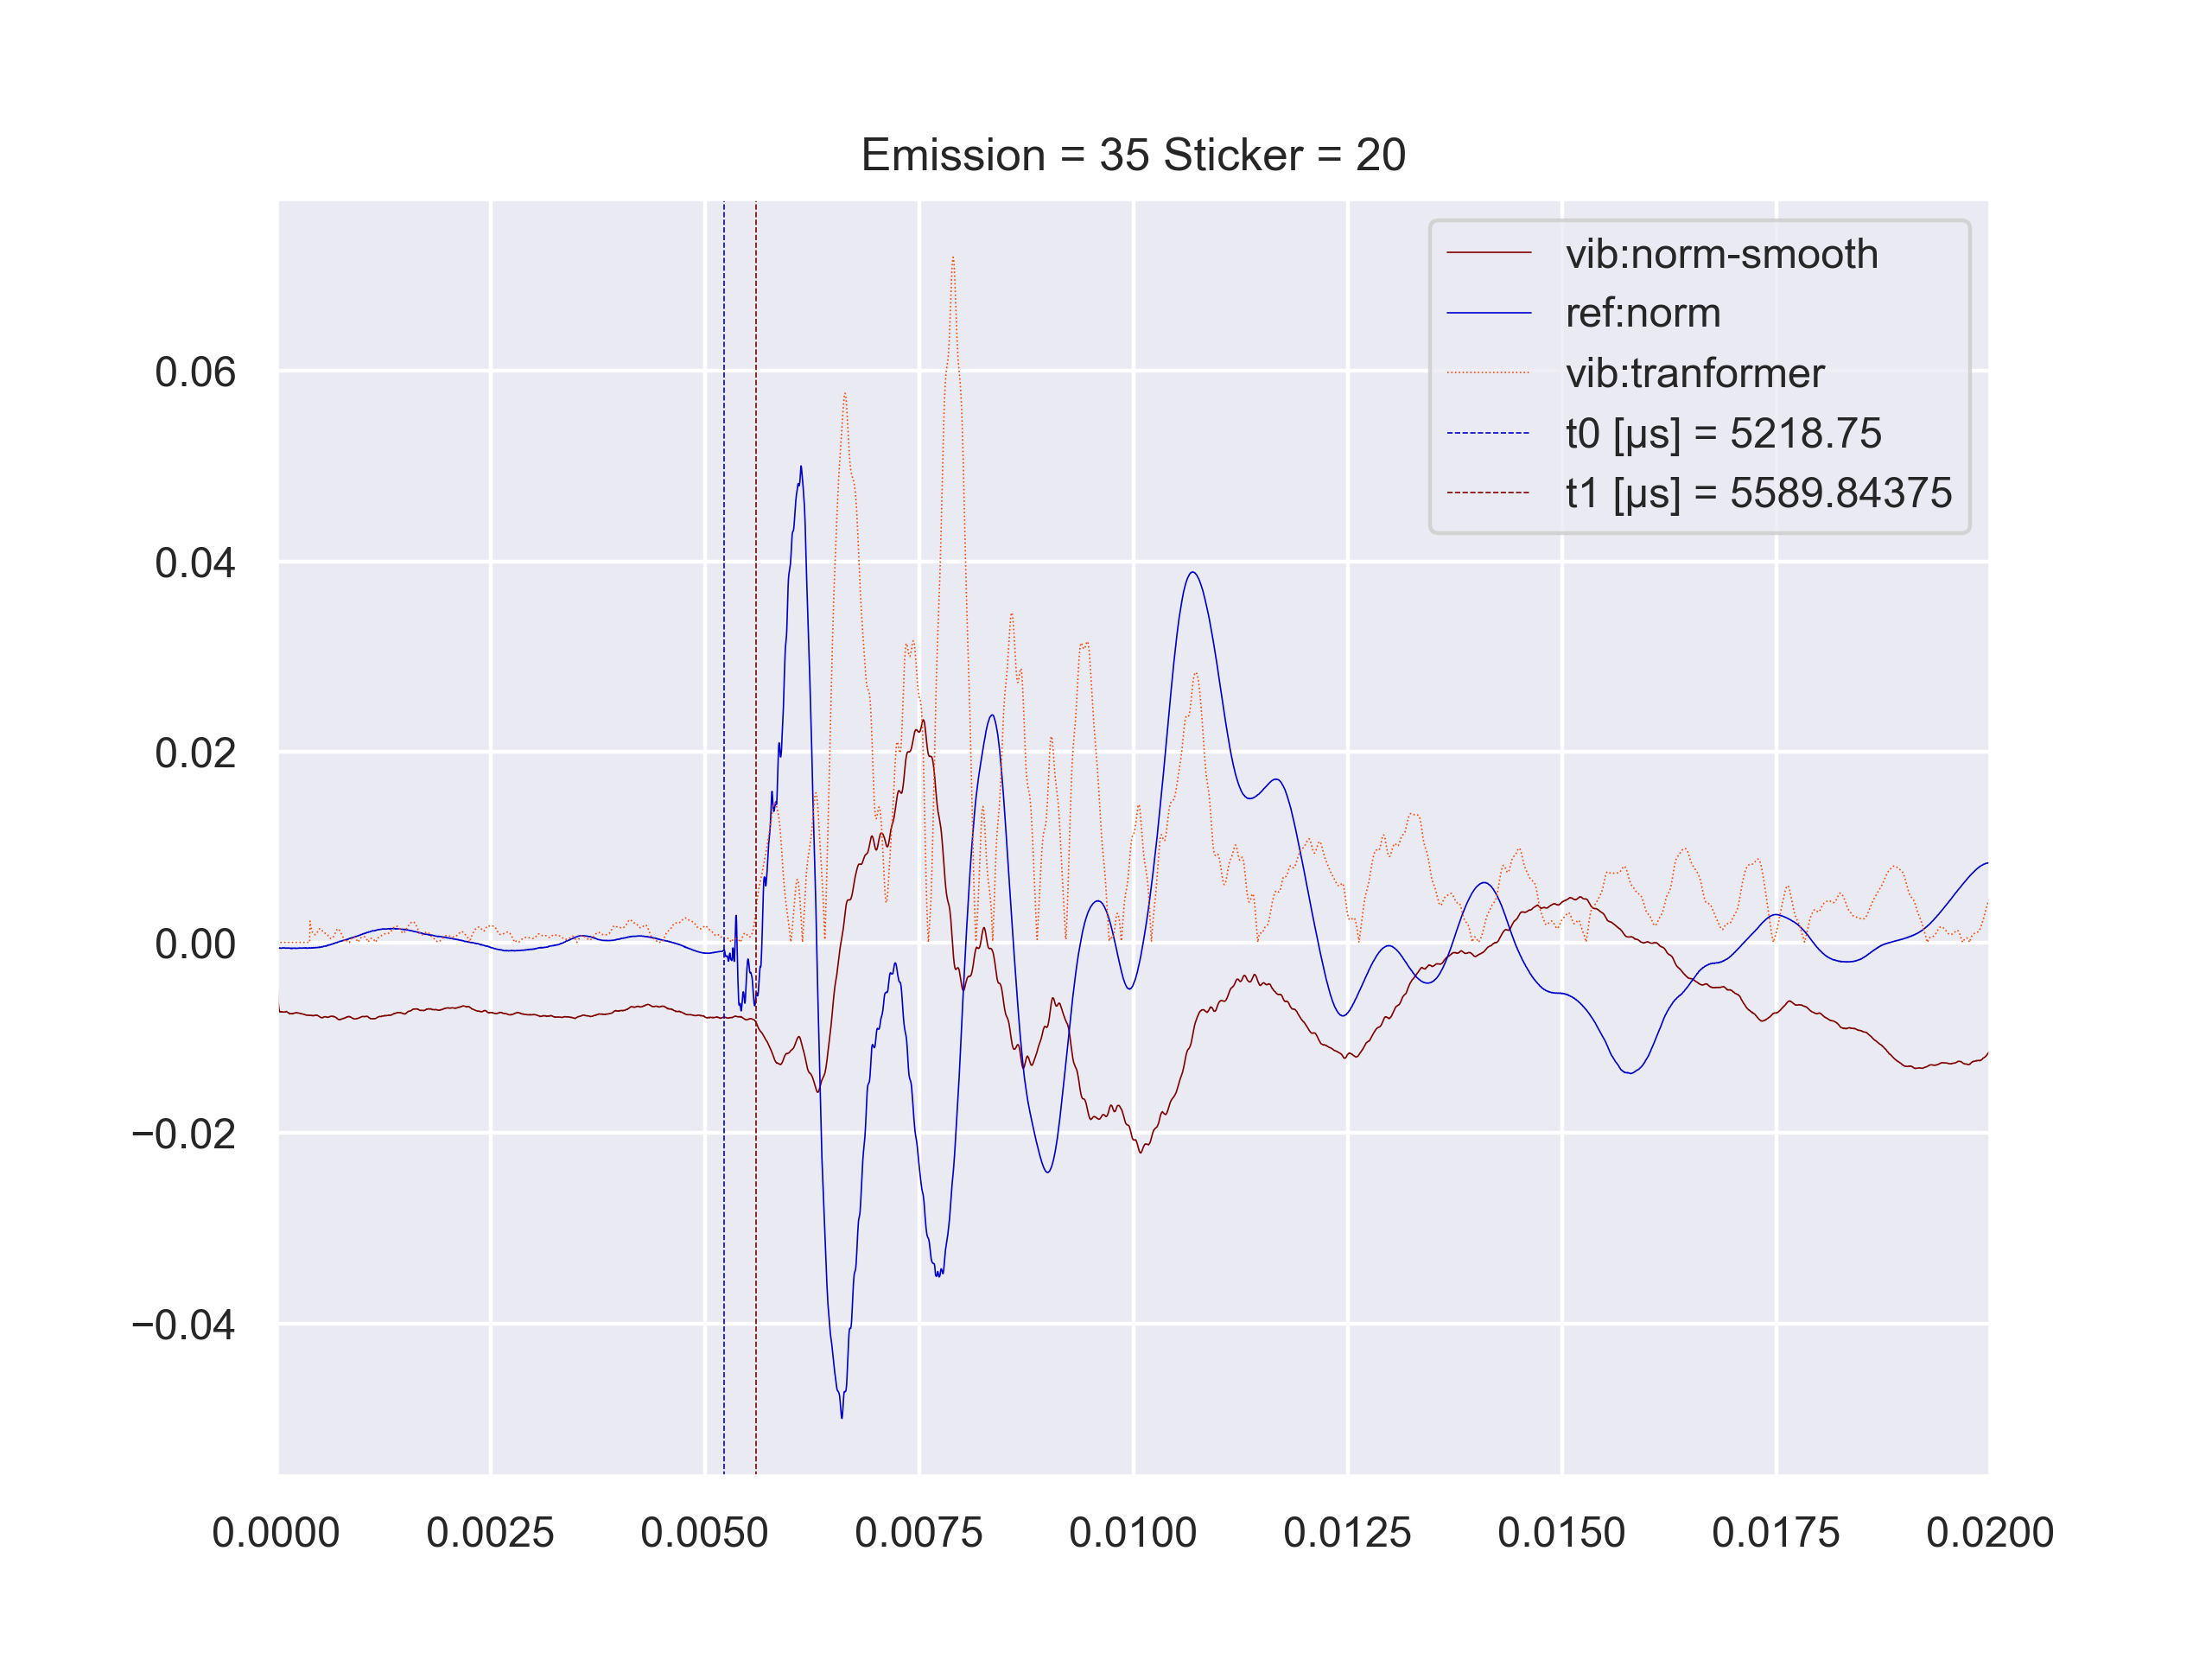 Emission = 35 Sticker = 20
vib:norm-smooth
ref:norm
vib:tranformer
t0 [µs] = 5218.75
t1 [µs] = 5589.84375
0.06
0.04
0.02
0.00
−0.02
−0.04
0.0000 0.0025 0.0050 0.0075 0.0100 0.0125 0.0150 0.0175 0.0200